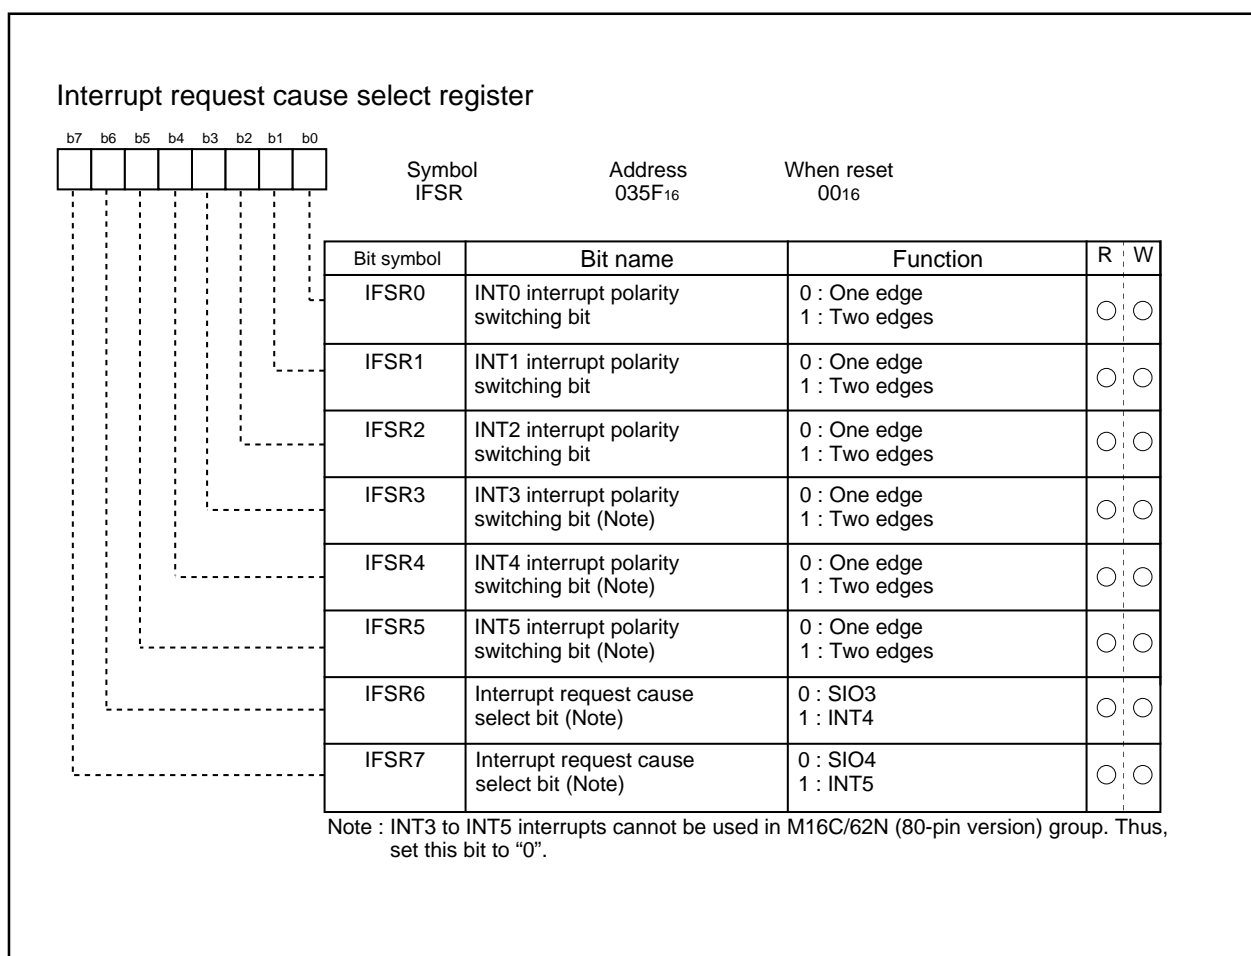 Interrupt request cause select register
b7 b6 b5 b4 b3 b2 b1 b0
Symbol Address When reset
IFSR 035F16 0016
Bit symbol Bit name Function R W
IFSR0 INT0 interrupt polarity 0 : One edge
switching bit 1 : Two edges
IFSR1 INT1 interrupt polarity 0 : One edge
switching bit 1 : Two edges
IFSR2 INT2 interrupt polarity 0 : One edge
switching bit 1 : Two edges
IFSR3 INT3 interrupt polarity 0 : One edge
switching bit (Note) 1 : Two edges
IFSR4 INT4 interrupt polarity 0 : One edge
switching bit (Note) 1 : Two edges
IFSR5 INT5 interrupt polarity 0 : One edge
switching bit (Note) 1 : Two edges
IFSR6 Interrupt request cause 0 : SIO3
select bit (Note) 1 : INT4
IFSR7 Interrupt request cause 0 : SIO4
select bit (Note) 1 : INT5
Note : INT3 to INT5 interrupts cannot be used in M16C/62N (80-pin version) group. Thus,
set this bit to “0”.